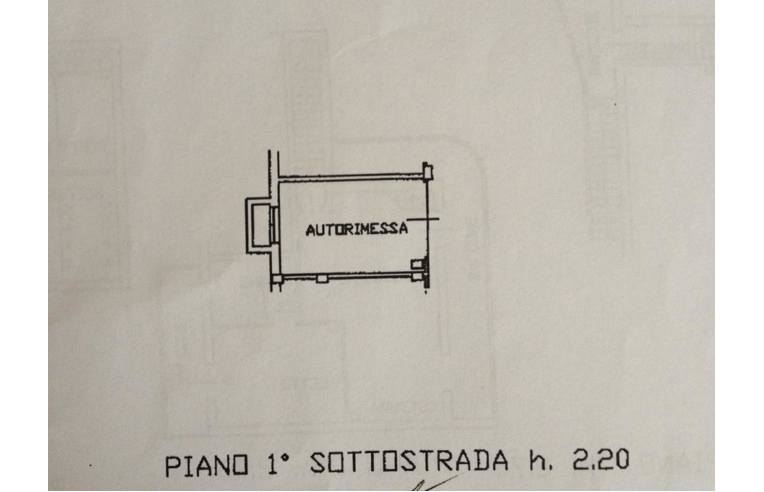 AUTORIMESSA
PIANO 1° SOTTOSTRADA h. 2.20